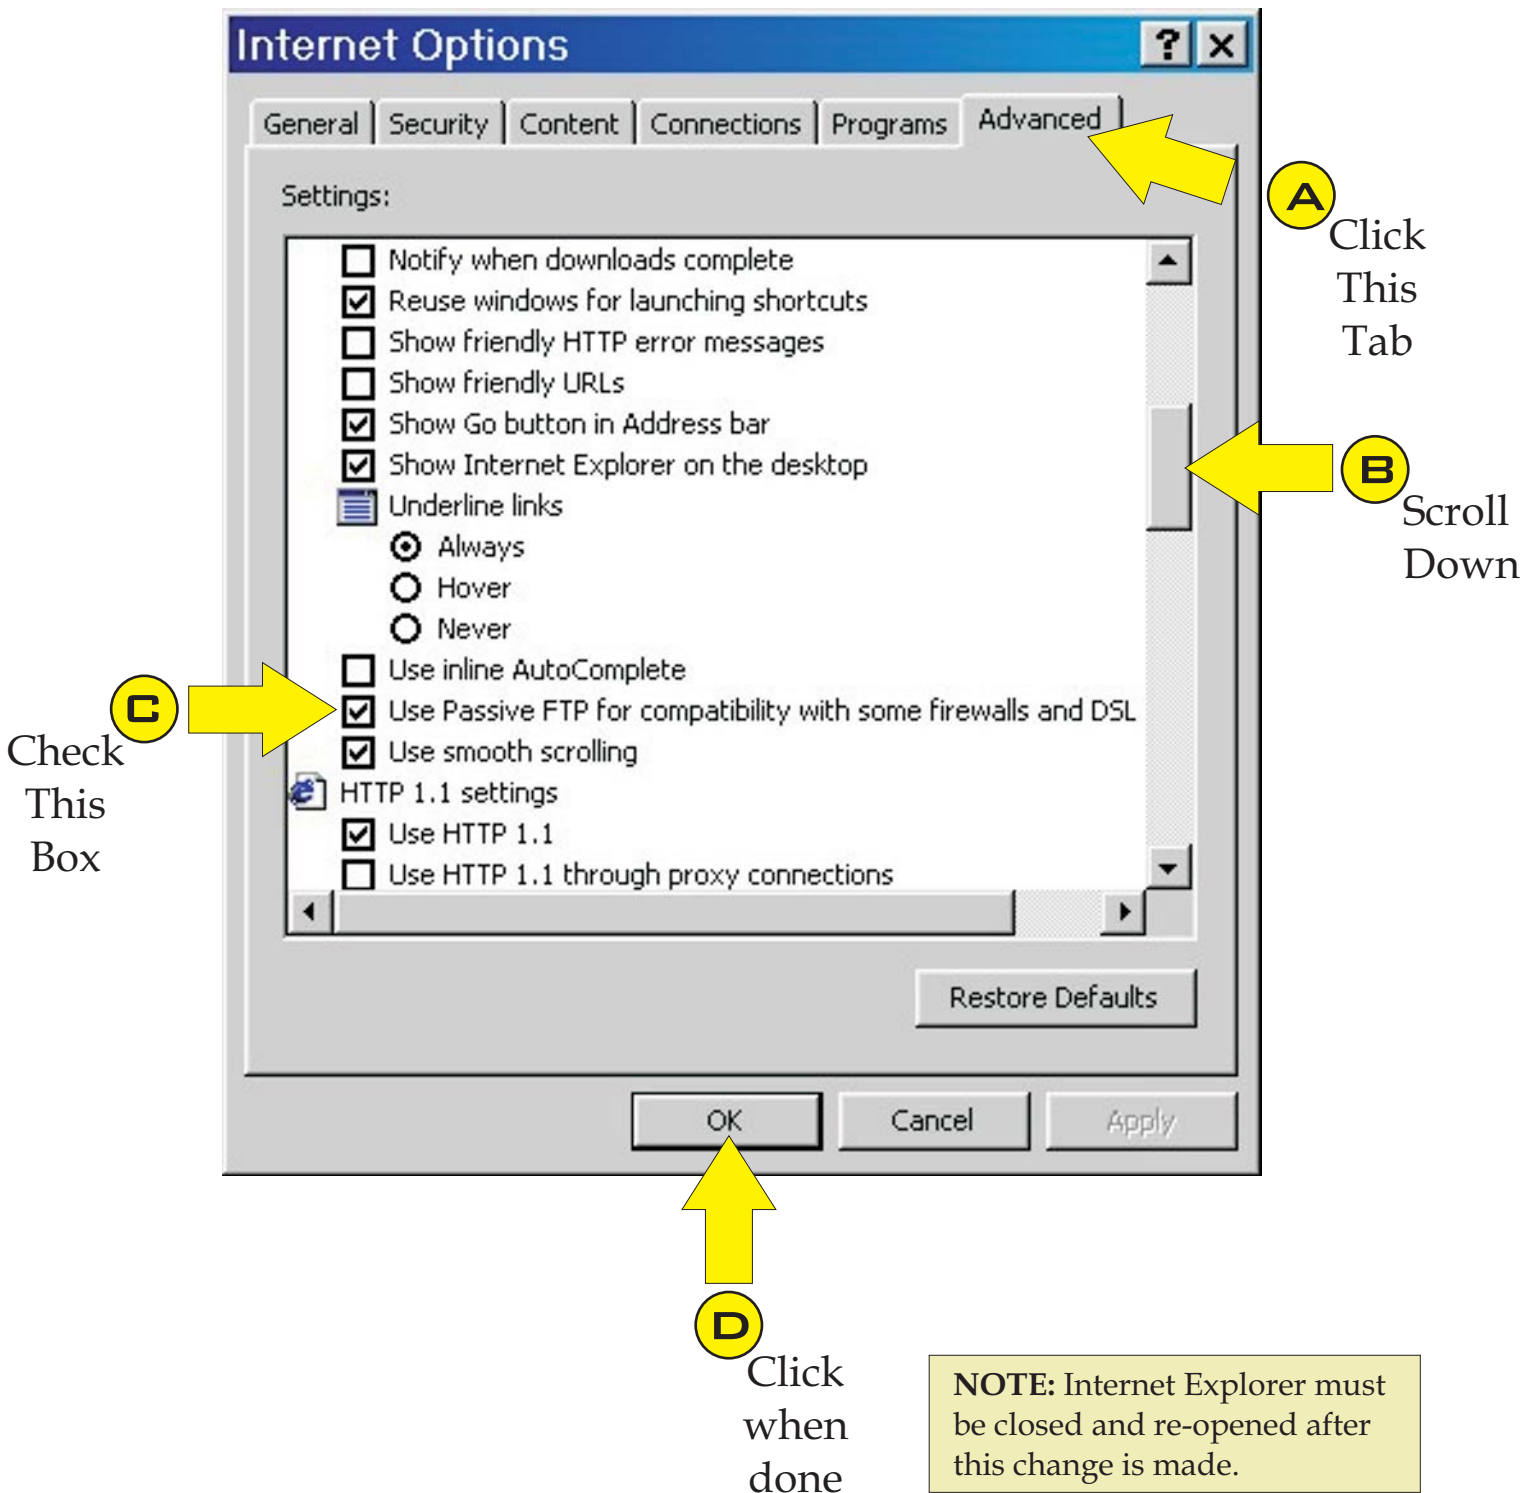 Internet Options
General Security Content Connections Programs Advanced
Settings:
Notify when downloads complete
Reuse windows for launching shortcuts
Show friendly HTTP error messages
Show friendly URLs
Show Go button in Address bar
Show Internet Explorer on the desktop
Underline links
Always
Hover
Never
Use inline AutoComplete
Use Passive FTP for compatibility with some firewalls and DSL
Use smooth scrolling
HTTP 1.1 settings
Use HTTP 1.1
Use HTTP 1.1 through proxy connections
Restore Defaults
OK Cancel Apply
A
Click
This
Tab
B
Scroll
Down
C
Check
This
Box
D
Click
when
done
NOTE: Internet Explorer must
be closed and re-opened after
this change is made.